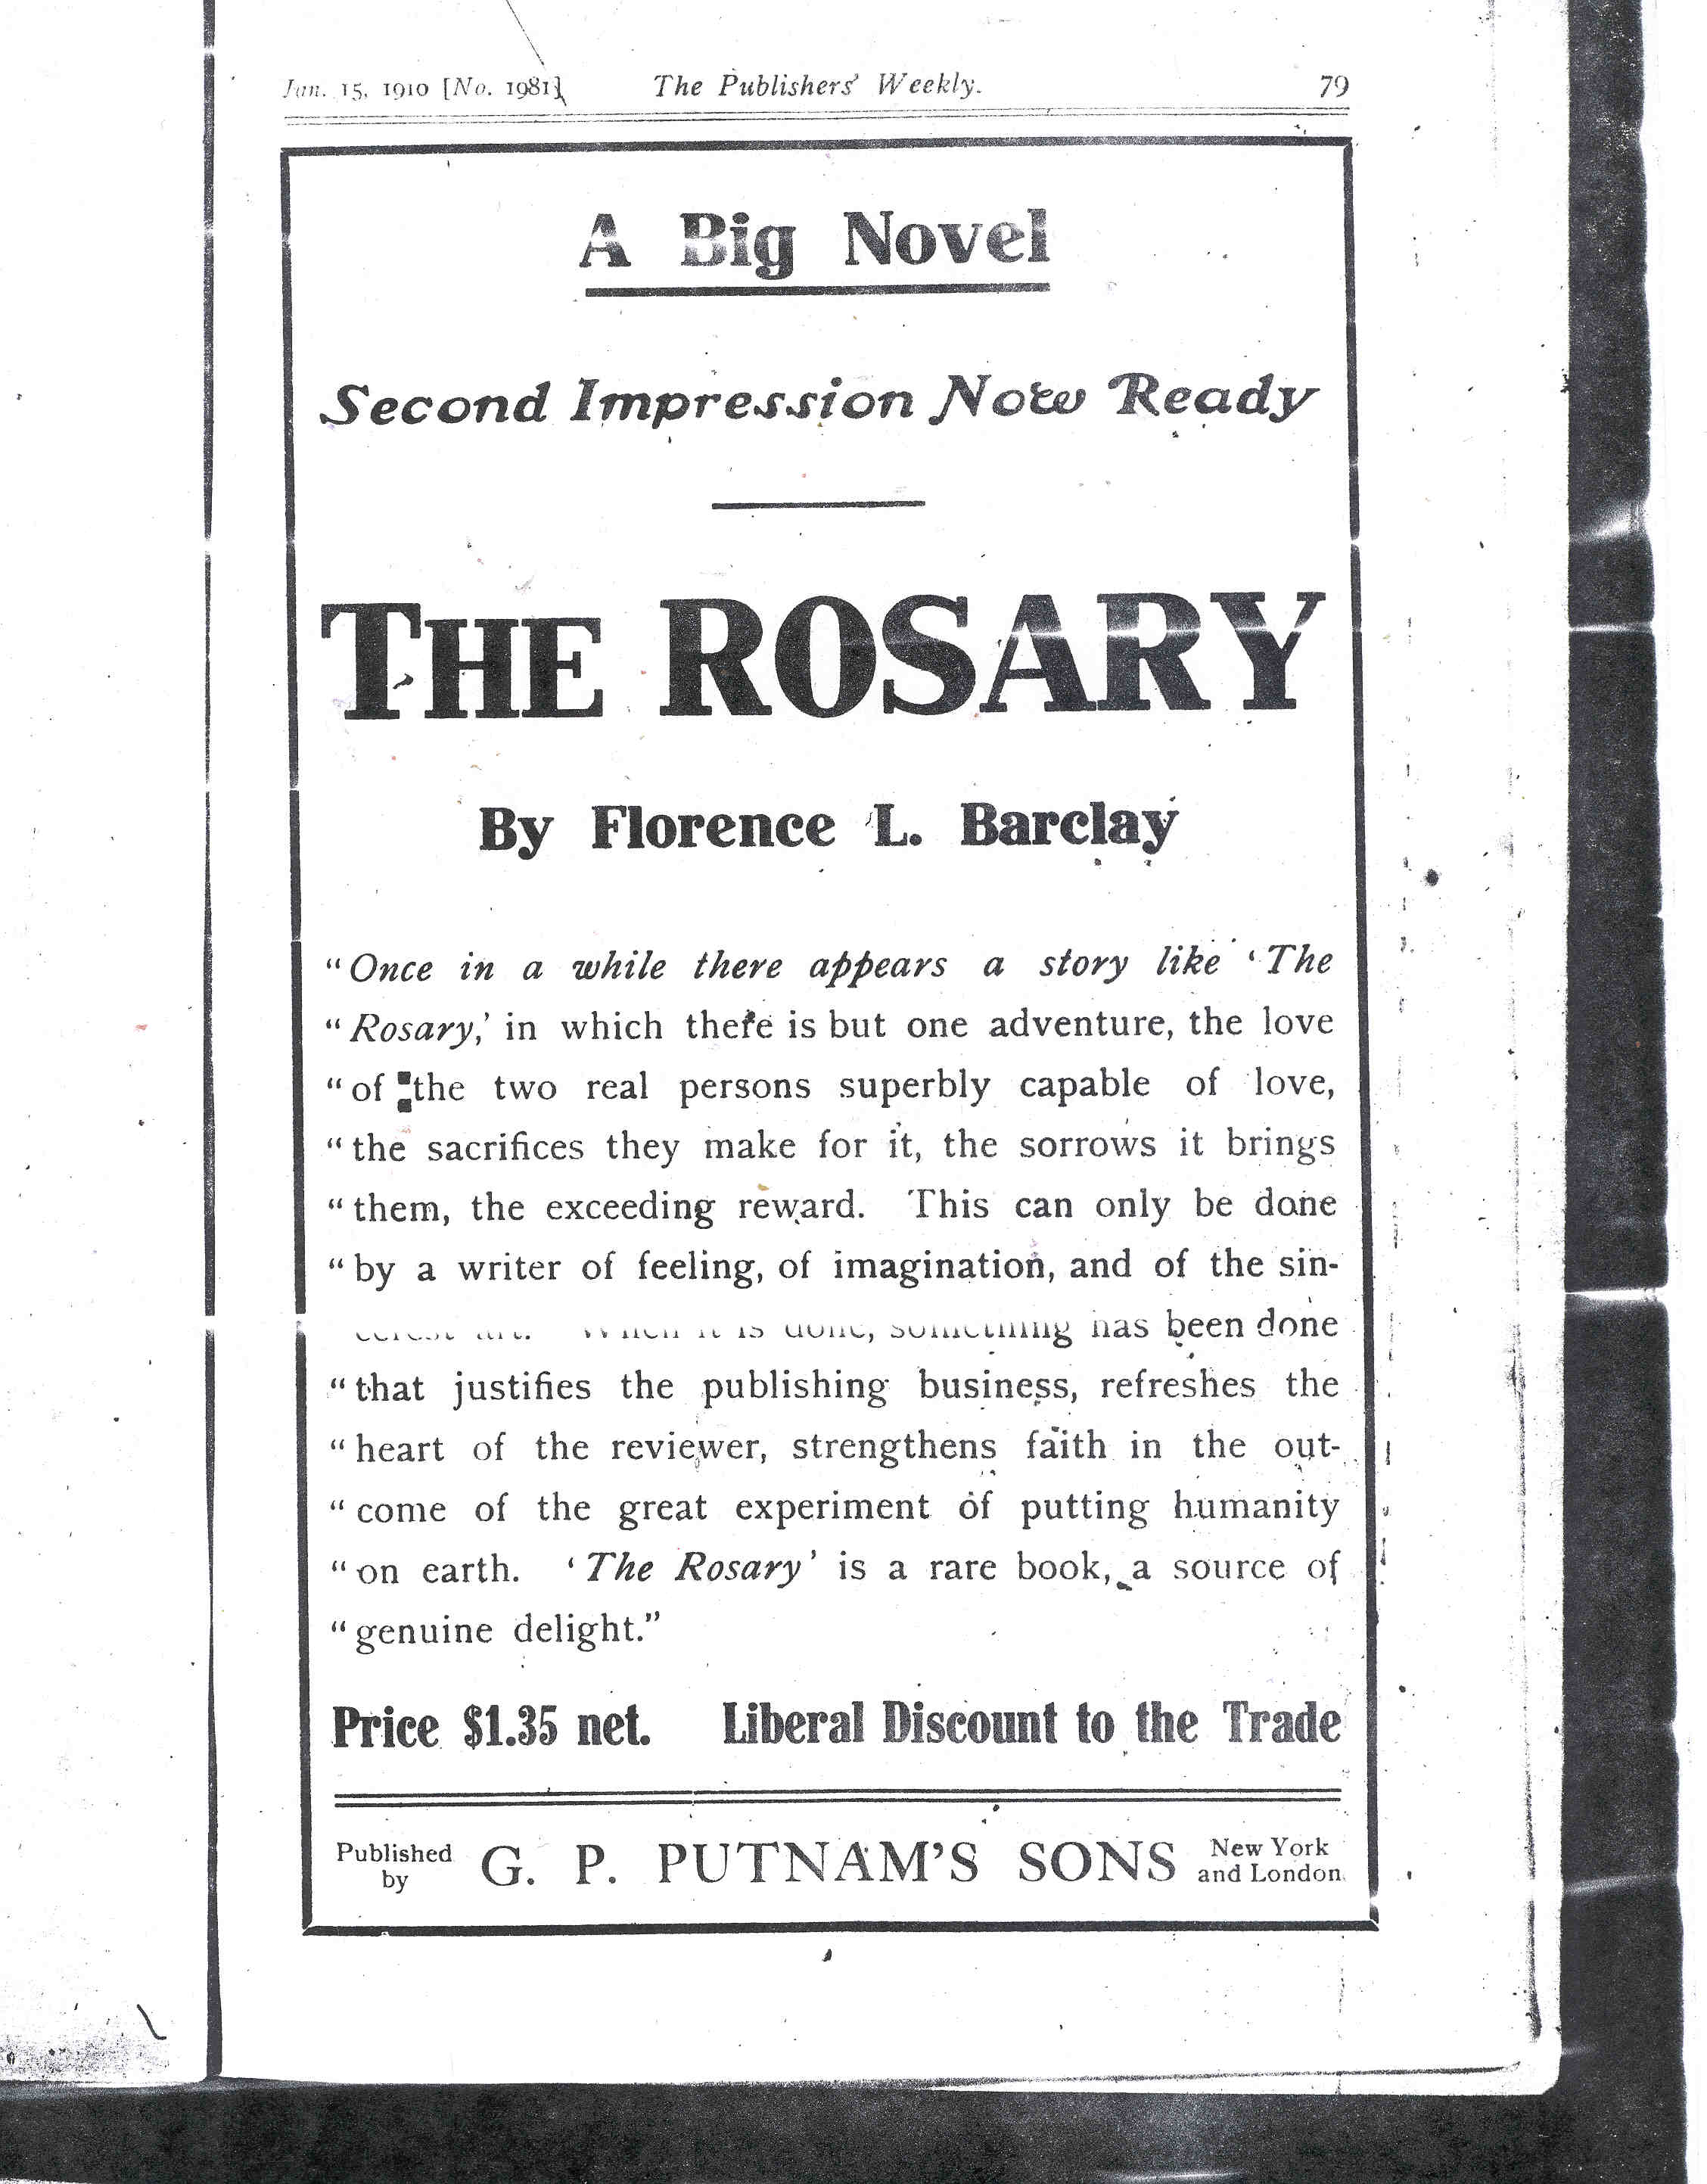 Jan. 15, 1910 [No. 1981] The Publishers' Weekly. 79
A Big Novel
Second Impression Now Ready
THE ROSARY
By Florence L. Barclay
"Once in a while there appears a story like 'The
"Rosary,' in which there is but one adventure, the love
"of the two real persons superbly capable of love,
"the sacrifices they make for it, the sorrows it brings
"them, the exceeding reward. This can only be done
"by a writer of feeling, of imagination, and of the sin-
When it is done, something has been done
"that justifies the publishing business, refreshes the
"heart of the reviewer, strengthens faith in the out-
"come of the great experiment of putting humanity
"on earth. 'The Rosary' is a rare book, a source of
"genuine delight."
Price $1.35 net. Liberal Discount to the Trade
Published by G. P. PUTNAM'S SONS New York and London